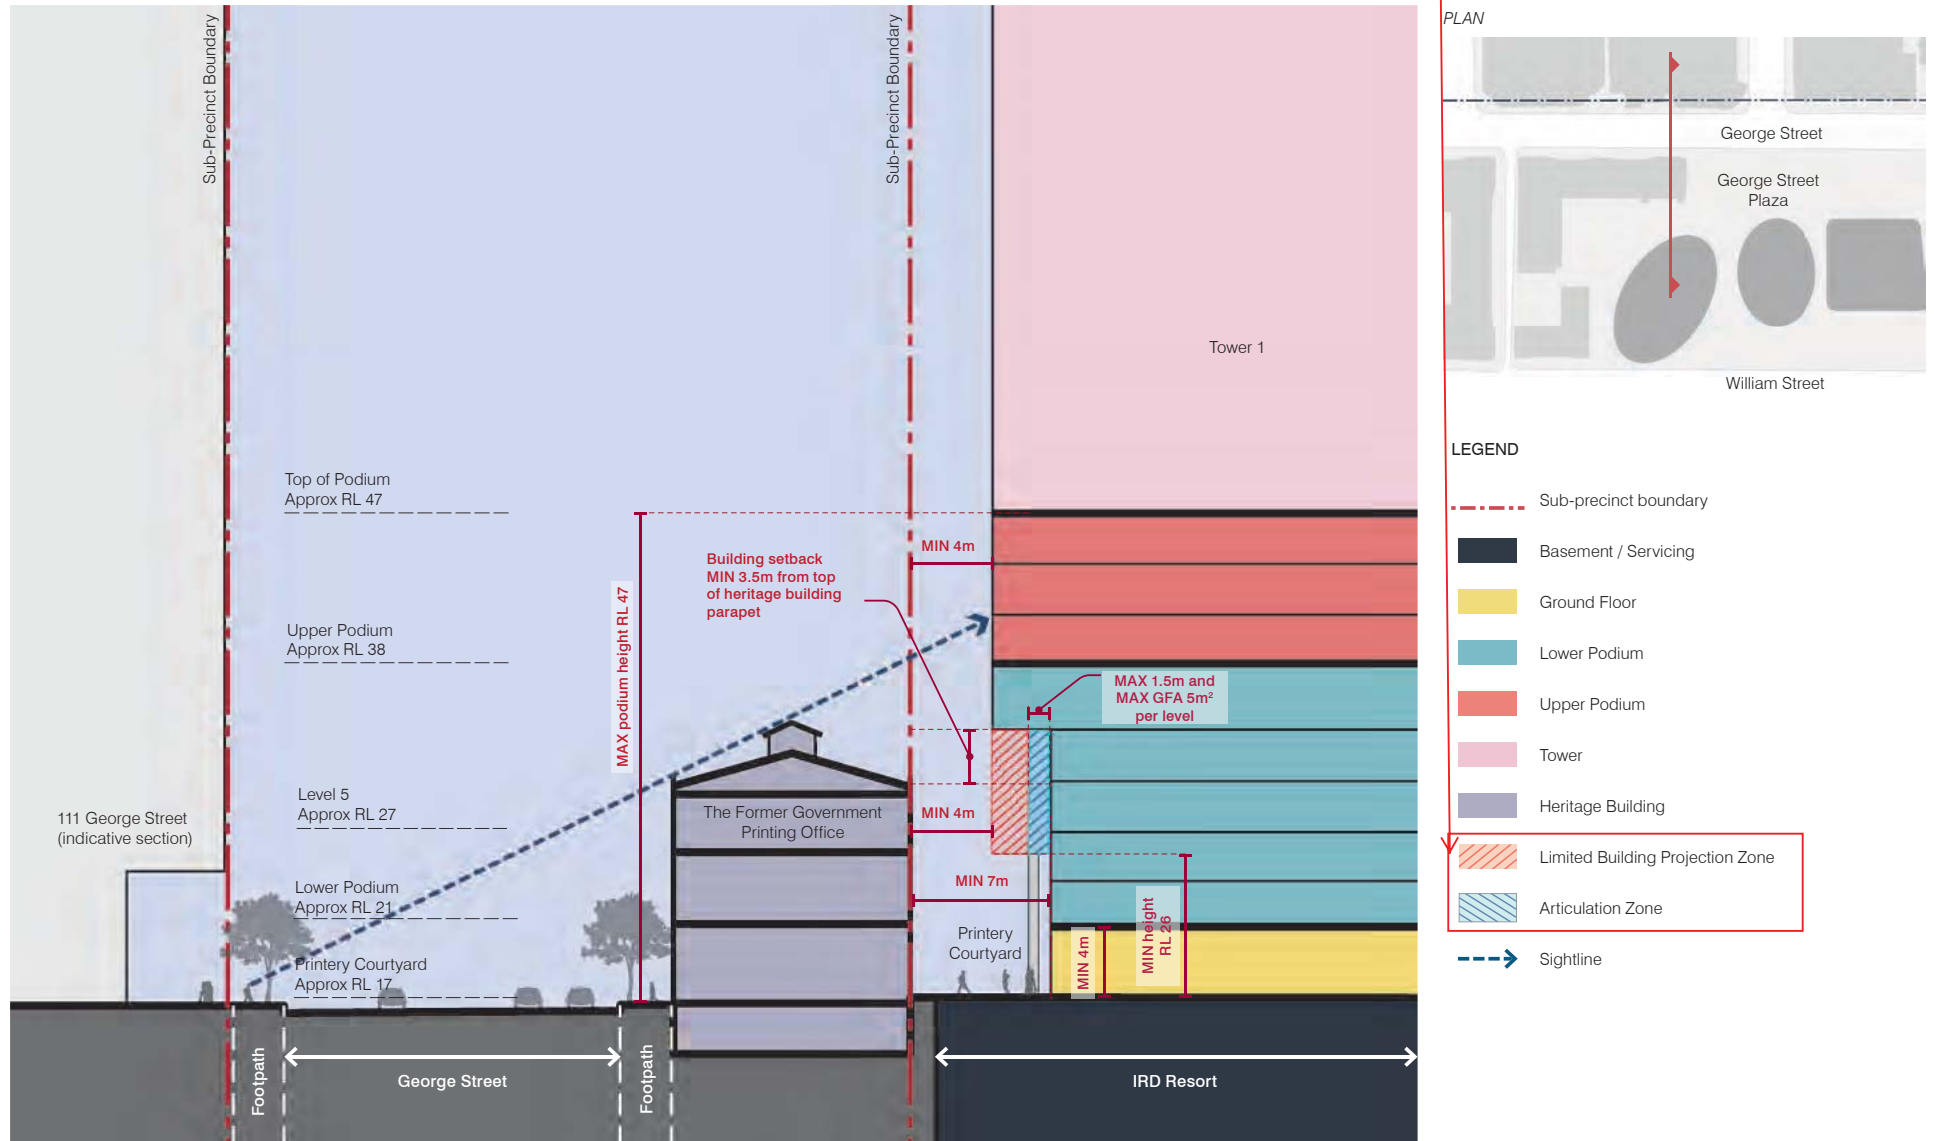 Sub-Precinct Boundary
Sub-Precinct Boundary
Tower 1
Top of Podium
Approx RL 47
MAX podium height RL 47
Building setback
MIN 3.5m from top
of heritage building
parapet
MIN 4m
Upper Podium
Approx RL 38
MAX 1.5m and
MAX GFA 5m²
per level
Level 5
Approx RL 27
111 George Street
(indicative section)
The Former Government
Printing Office
MIN 4m
Lower Podium
Approx RL 21
MIN 7m
Printery
Courtyard
MIN 4m
MIN height
RL 26
Printery Courtyard
Approx RL 17
Footpath
George Street
Footpath
IRD Resort
PLAN
George Street
George Street
Plaza
William Street
LEGEND
Sub-precinct boundary
Basement / Servicing
Ground Floor
Lower Podium
Upper Podium
Tower
Heritage Building
Limited Building Projection Zone
Articulation Zone
Sightline